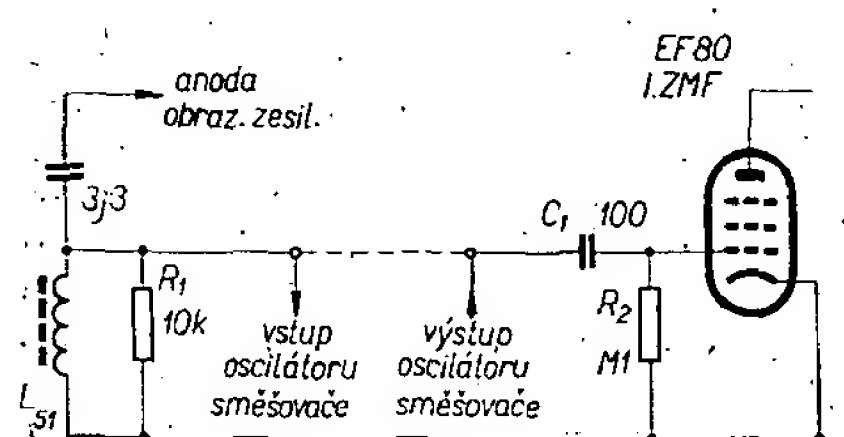 EF80
1.ZMF
anoda
obraz. zesil.
3j3
C₁ 100
R₁
10k
R₂
M1
vstup
oscilátoru
směšovače
výstup
oscilátoru
směšovače
L₅₁